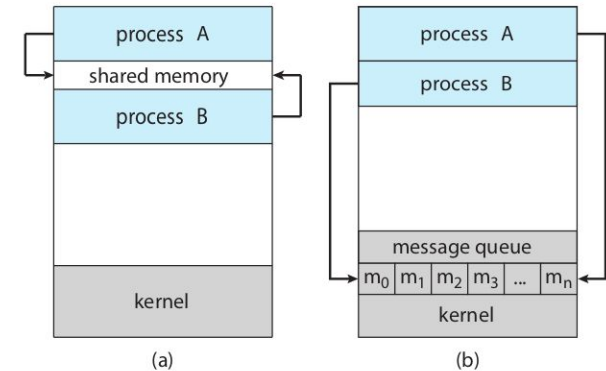 process A
shared memory
process B
kernel
(a)
process A
process B
message queue
m₀ m₁ m₂ m₃ ... mₙ
kernel
(b)